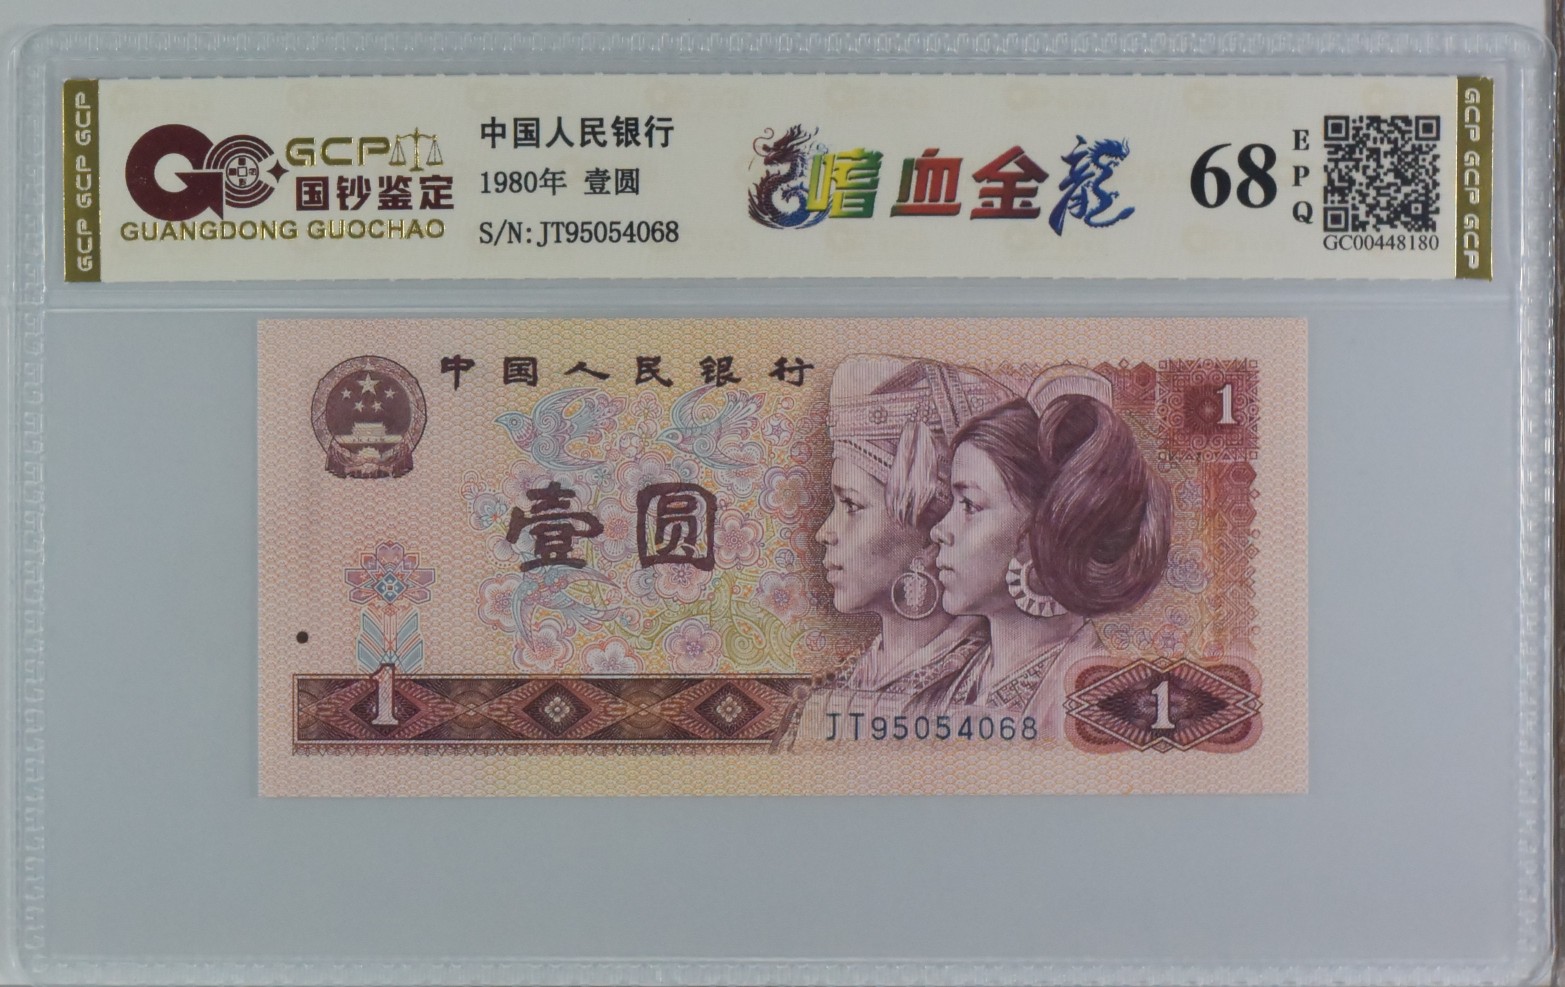 GCP GCP GCP
GCP
国钞鉴定
GUANGDONG GUOCHAO
中国人民银行
1980年 壹圆
S/N:JT95054068
嗜血金龍
68
EPQ
GC00448180
GCP GCP GCP
中国人民银行
1
壹圆
1
JT95054068
1